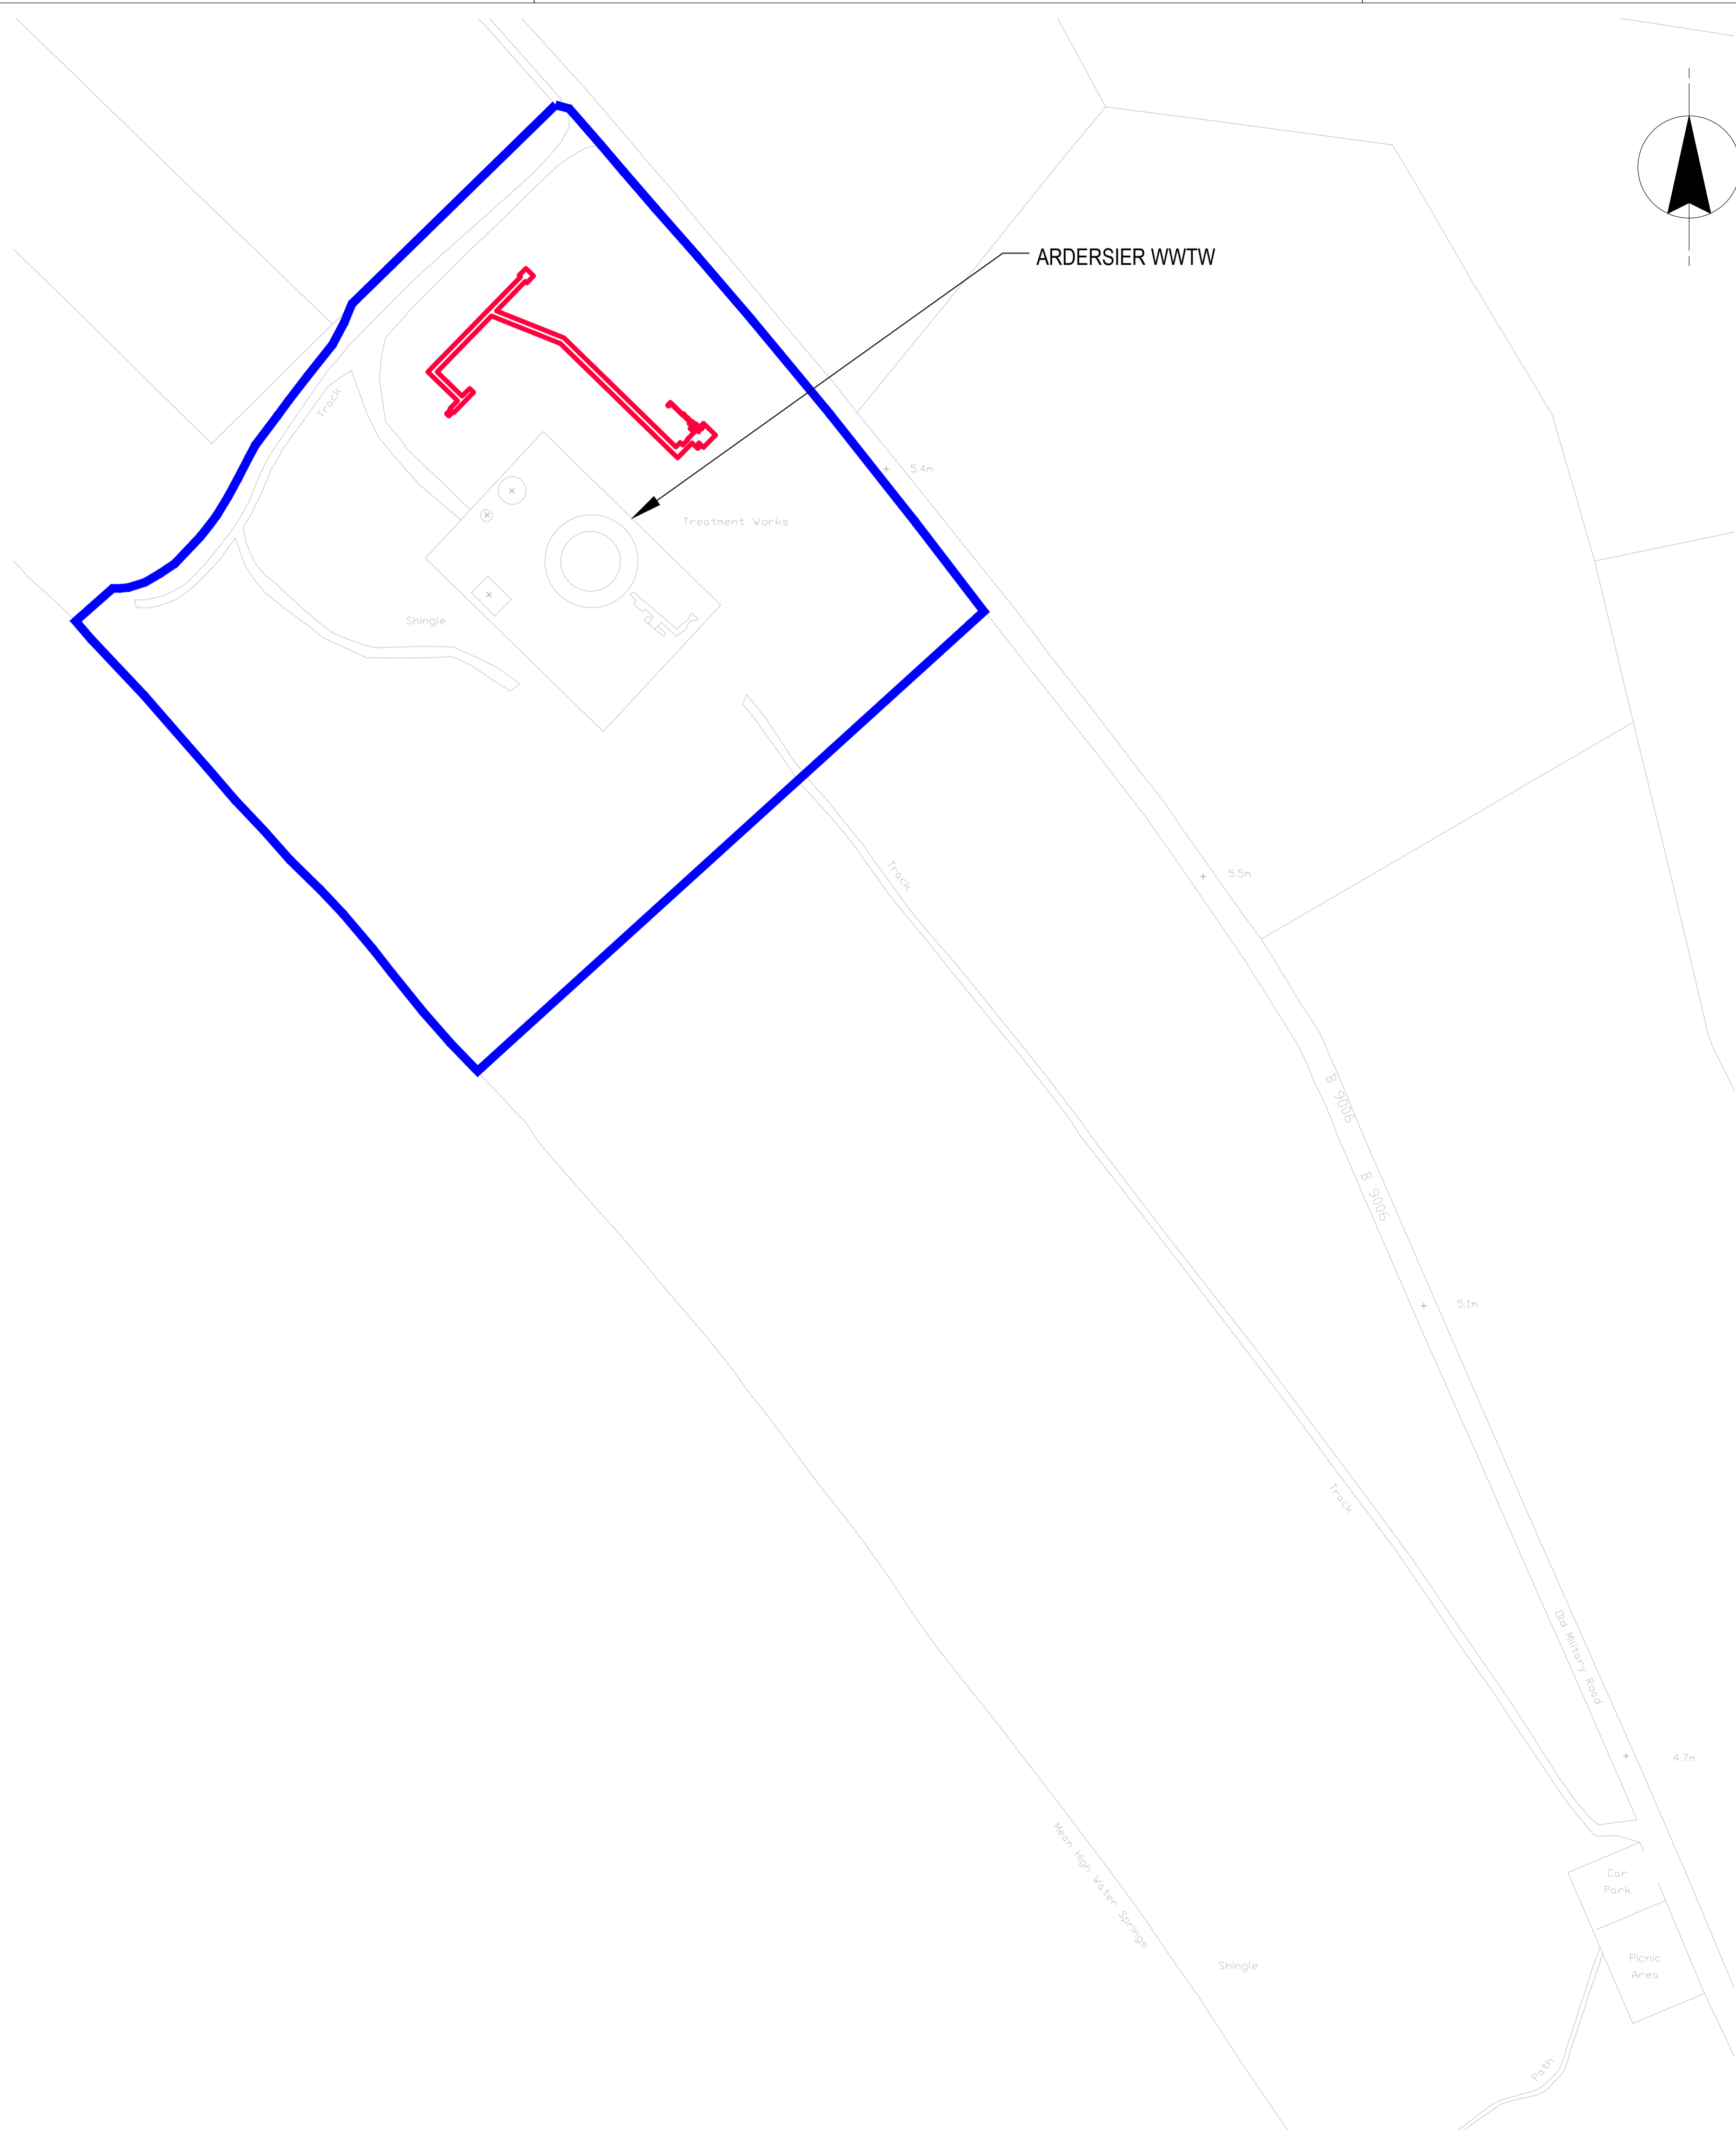 ARDERSIER WWTW
Track
5.4m
Treatment Works
Shingle
Track
5.5m
B 9006
B 9006
5.1m
Track
Old Military Road
4.7m
Mean High Water Springs
Car
Park
Picnic
Area
Shingle
Path